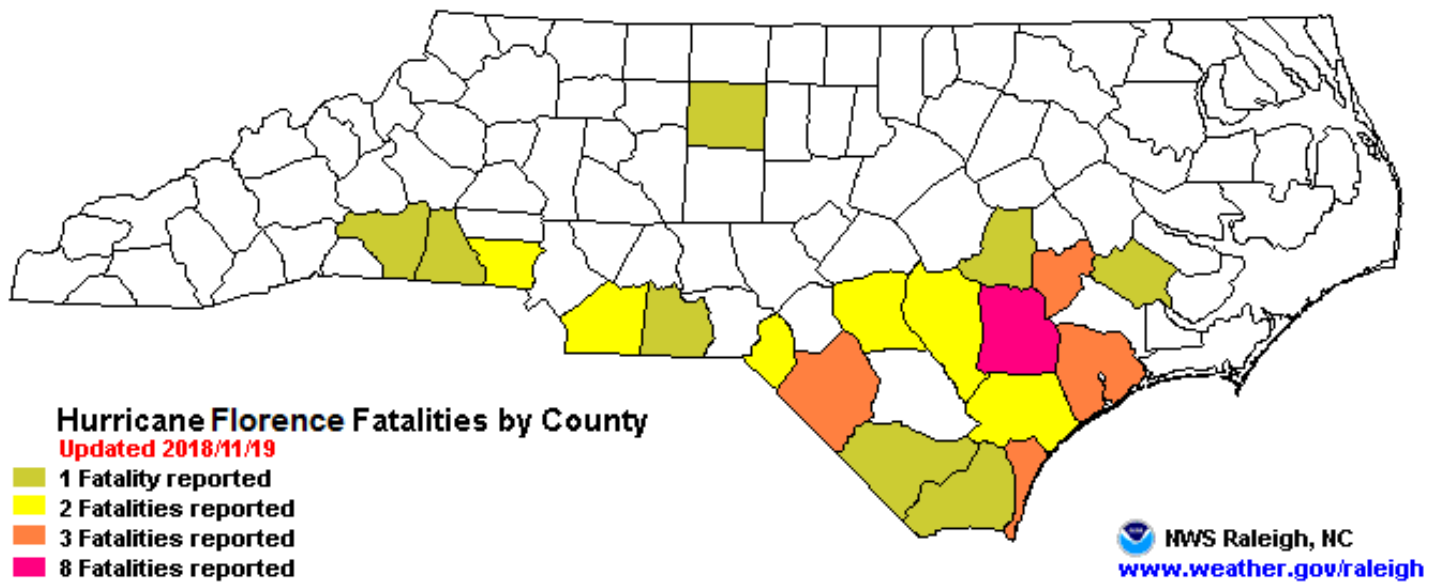 Hurricane Florence Fatalities by County
Updated 2018/11/19
1 Fatality reported
2 Fatalities reported
3 Fatalities reported
8 Fatalities reported
NWS Raleigh, NC
www.weather.gov/raleigh